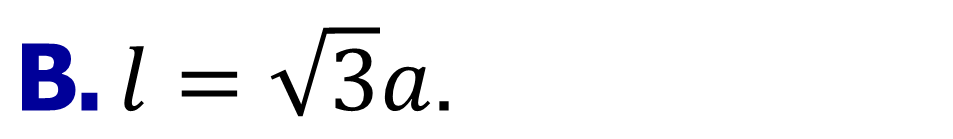 B. l = √3a.